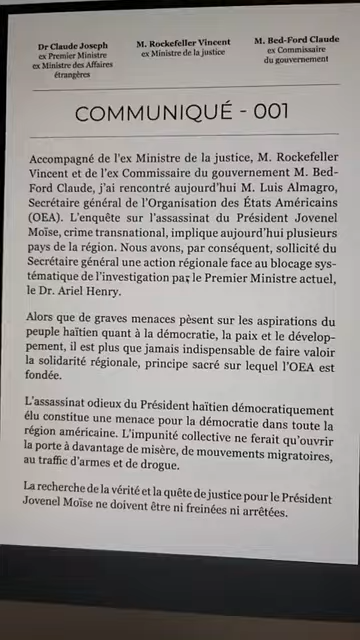 Dr Claude Joseph
ex Premier Ministre
ex Ministre des Affaires
étrangères
M. Rockefeller Vincent
ex Ministre de la justice
M. Bed-Ford Claude
ex Commissaire
du gouvernement
COMMUNIQUÉ - 001
Accompagné de l'ex Ministre de la justice, M. Rockefeller
Vincent et de l'ex Commissaire du gouvernement M. Bed-
Ford Claude, j'ai rencontré aujourd'hui M. Luis Almagro,
Secrétaire général de l'Organisation des États Américains
(OEA). L'enquête sur l'assassinat du Président Jovenel
Moïse, crime transnational, implique aujourd'hui plusieurs
pays de la région. Nous avons, par conséquent, sollicité du
Secrétaire général une action régionale face au blocage sys-
tématique de l'investigation par le Premier Ministre actuel,
le Dr. Ariel Henry.
Alors que de graves menaces pèsent sur les aspirations du
peuple haïtien quant à la démocratie, la paix et le dévelop-
pement, il est plus que jamais indispensable de faire valoir
la solidarité régionale, principe sacré sur lequel l'OEA est
fondée.
L'assassinat odieux du Président haïtien démocratiquement
élu constitue une menace pour la démocratie dans toute la
région américaine. L'impunité collective ne ferait qu'ouvrir
la porte à davantage de misère, de mouvements migratoires,
au traffic d'armes et de drogue.
La recherche de la vérité et la quête de justice pour le Président
Jovenel Moïse ne doivent être ni freinées ni arrêtées.